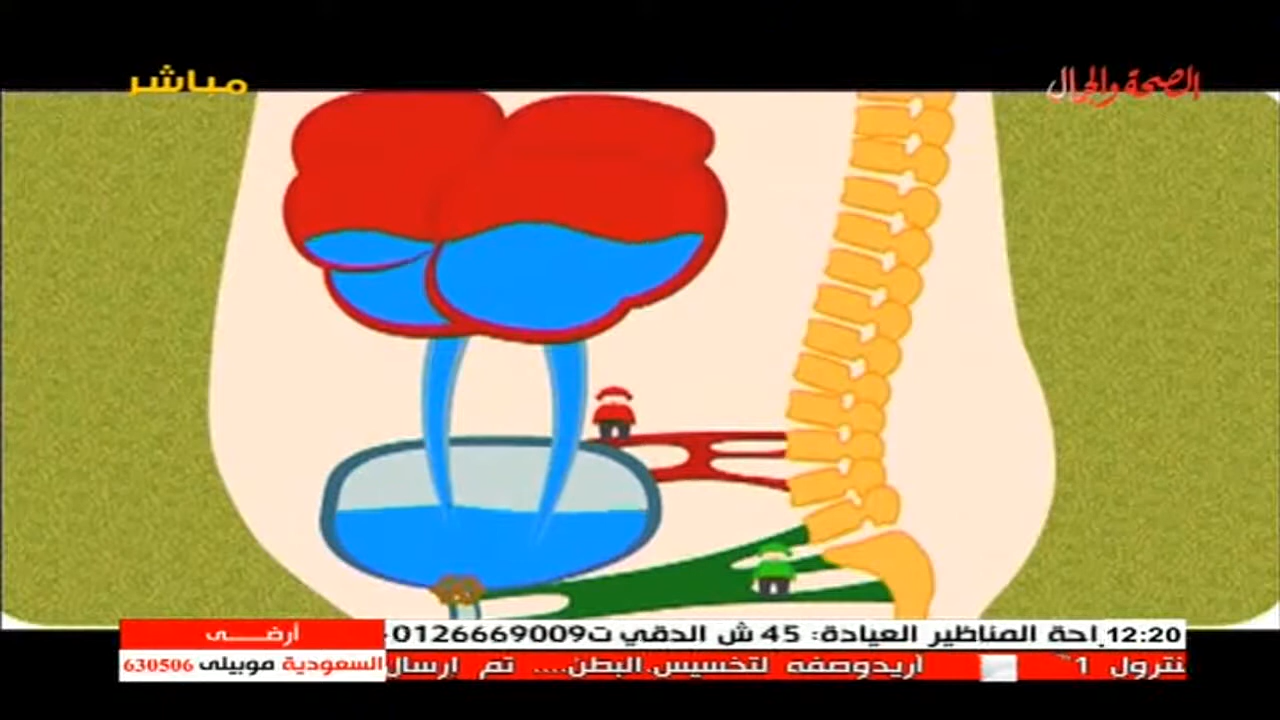 مباشر
الصحة والجمال
أرضى
12:20
احة المناظير العيادة: 45 ش الدقي ت0126669009
السعودية موبيلى 630506
نترول 1
أريدوصفه لتخسيس.البطن.... تم ارسال